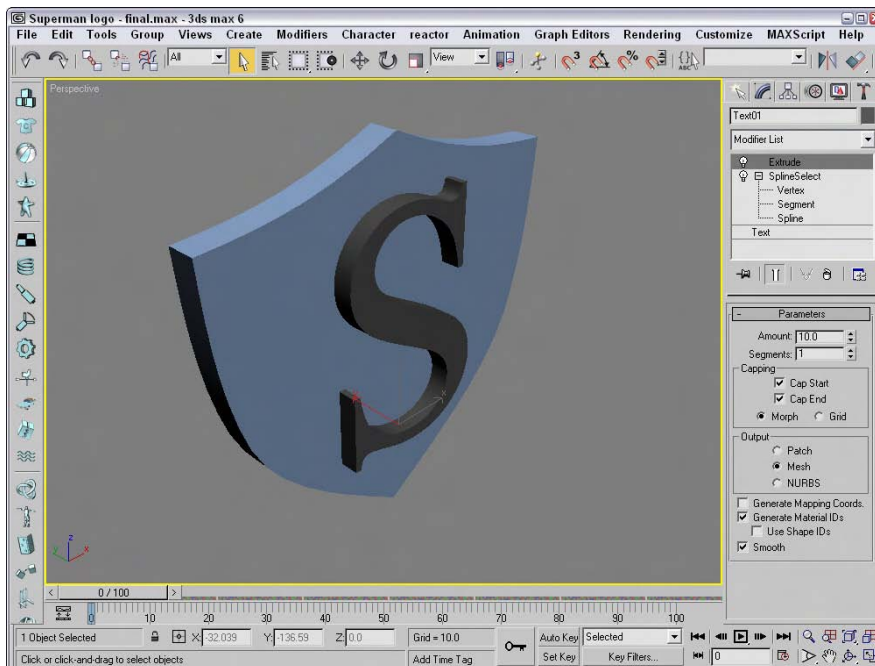 Superman logo - final.max - 3ds max 6
File Edit Tools Group Views Create Modifiers Character reactor Animation Graph Editors Rendering Customize MAXScript Help
All
View
Perspective
Text01
Modifier List
Extrude
SplineSelect
Vertex
Segment
Spline
Text
- Parameters
Amount: 10.0
Segments: 1
Capping
Cap Start
Cap End
Morph Grid
Output
Patch
Mesh
NURBS
Generate Mapping Coords.
Generate Material IDs
Use Shape IDs
Smooth
S
x
z
x
y
< 0 / 100 >
0 10 20 30 40 50 60 70 80 90 100
1 Object Selected X: -32.039 Y: -136.59 Z: 0.0 Grid = 10.0 Auto Key Selected
Click or click-and-drag to select objects Add Time Tag Set Key Key Filters... 0